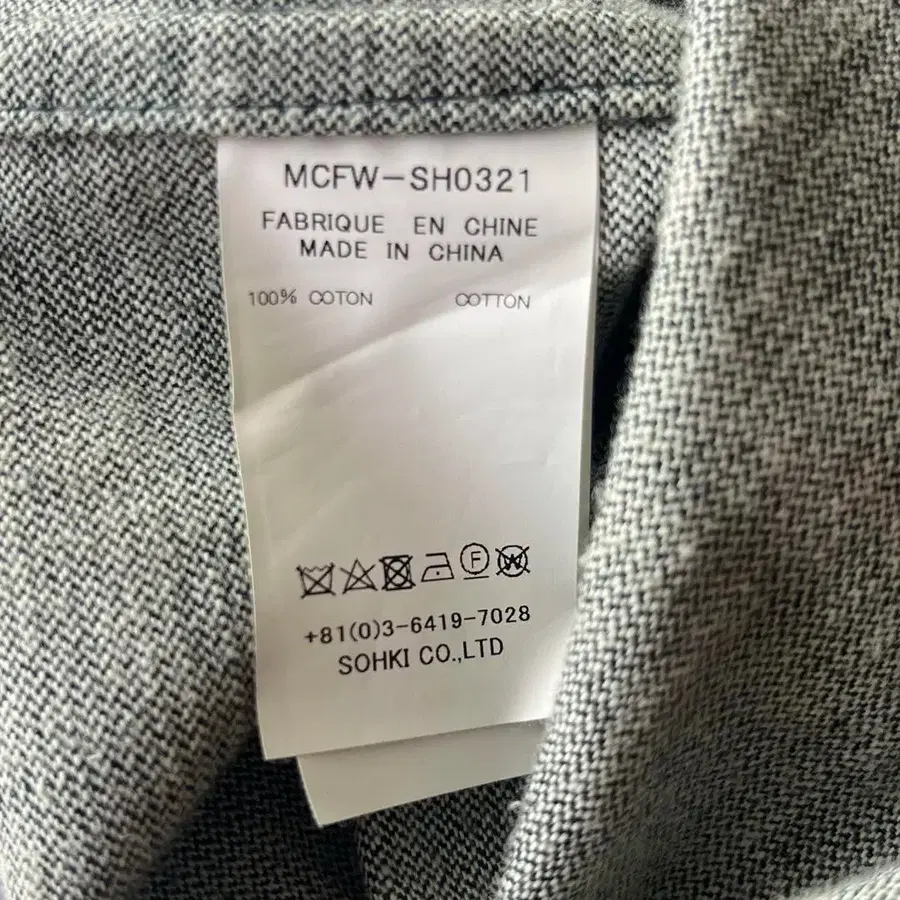 MCFW-SH0321
FABRIQUE EN CHINE
MADE IN CHINA
100% COTON COTTON
F W
+81(0)3-6419-7028
SOHKI CO.,LTD